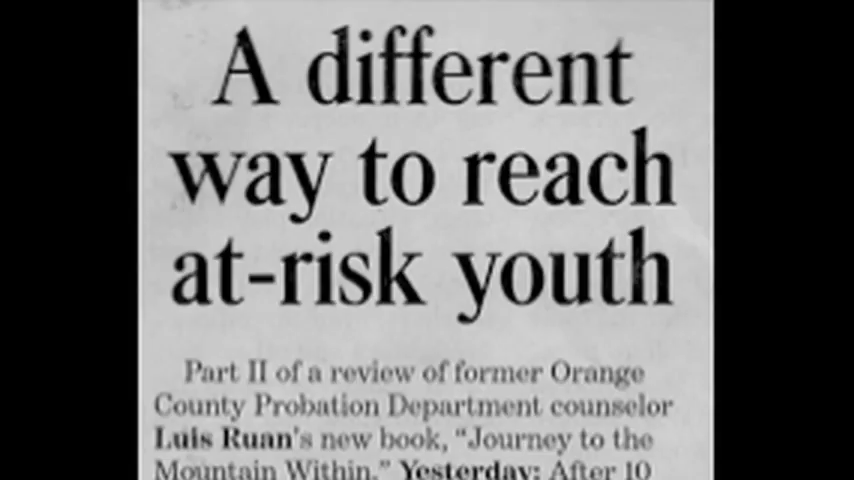 A different
way to reach
at-risk youth
Part II of a review of former Orange
County Probation Department counselor
Luis Ruan's new book, “Journey to the
Mountain Within.” Yesterday: After 10